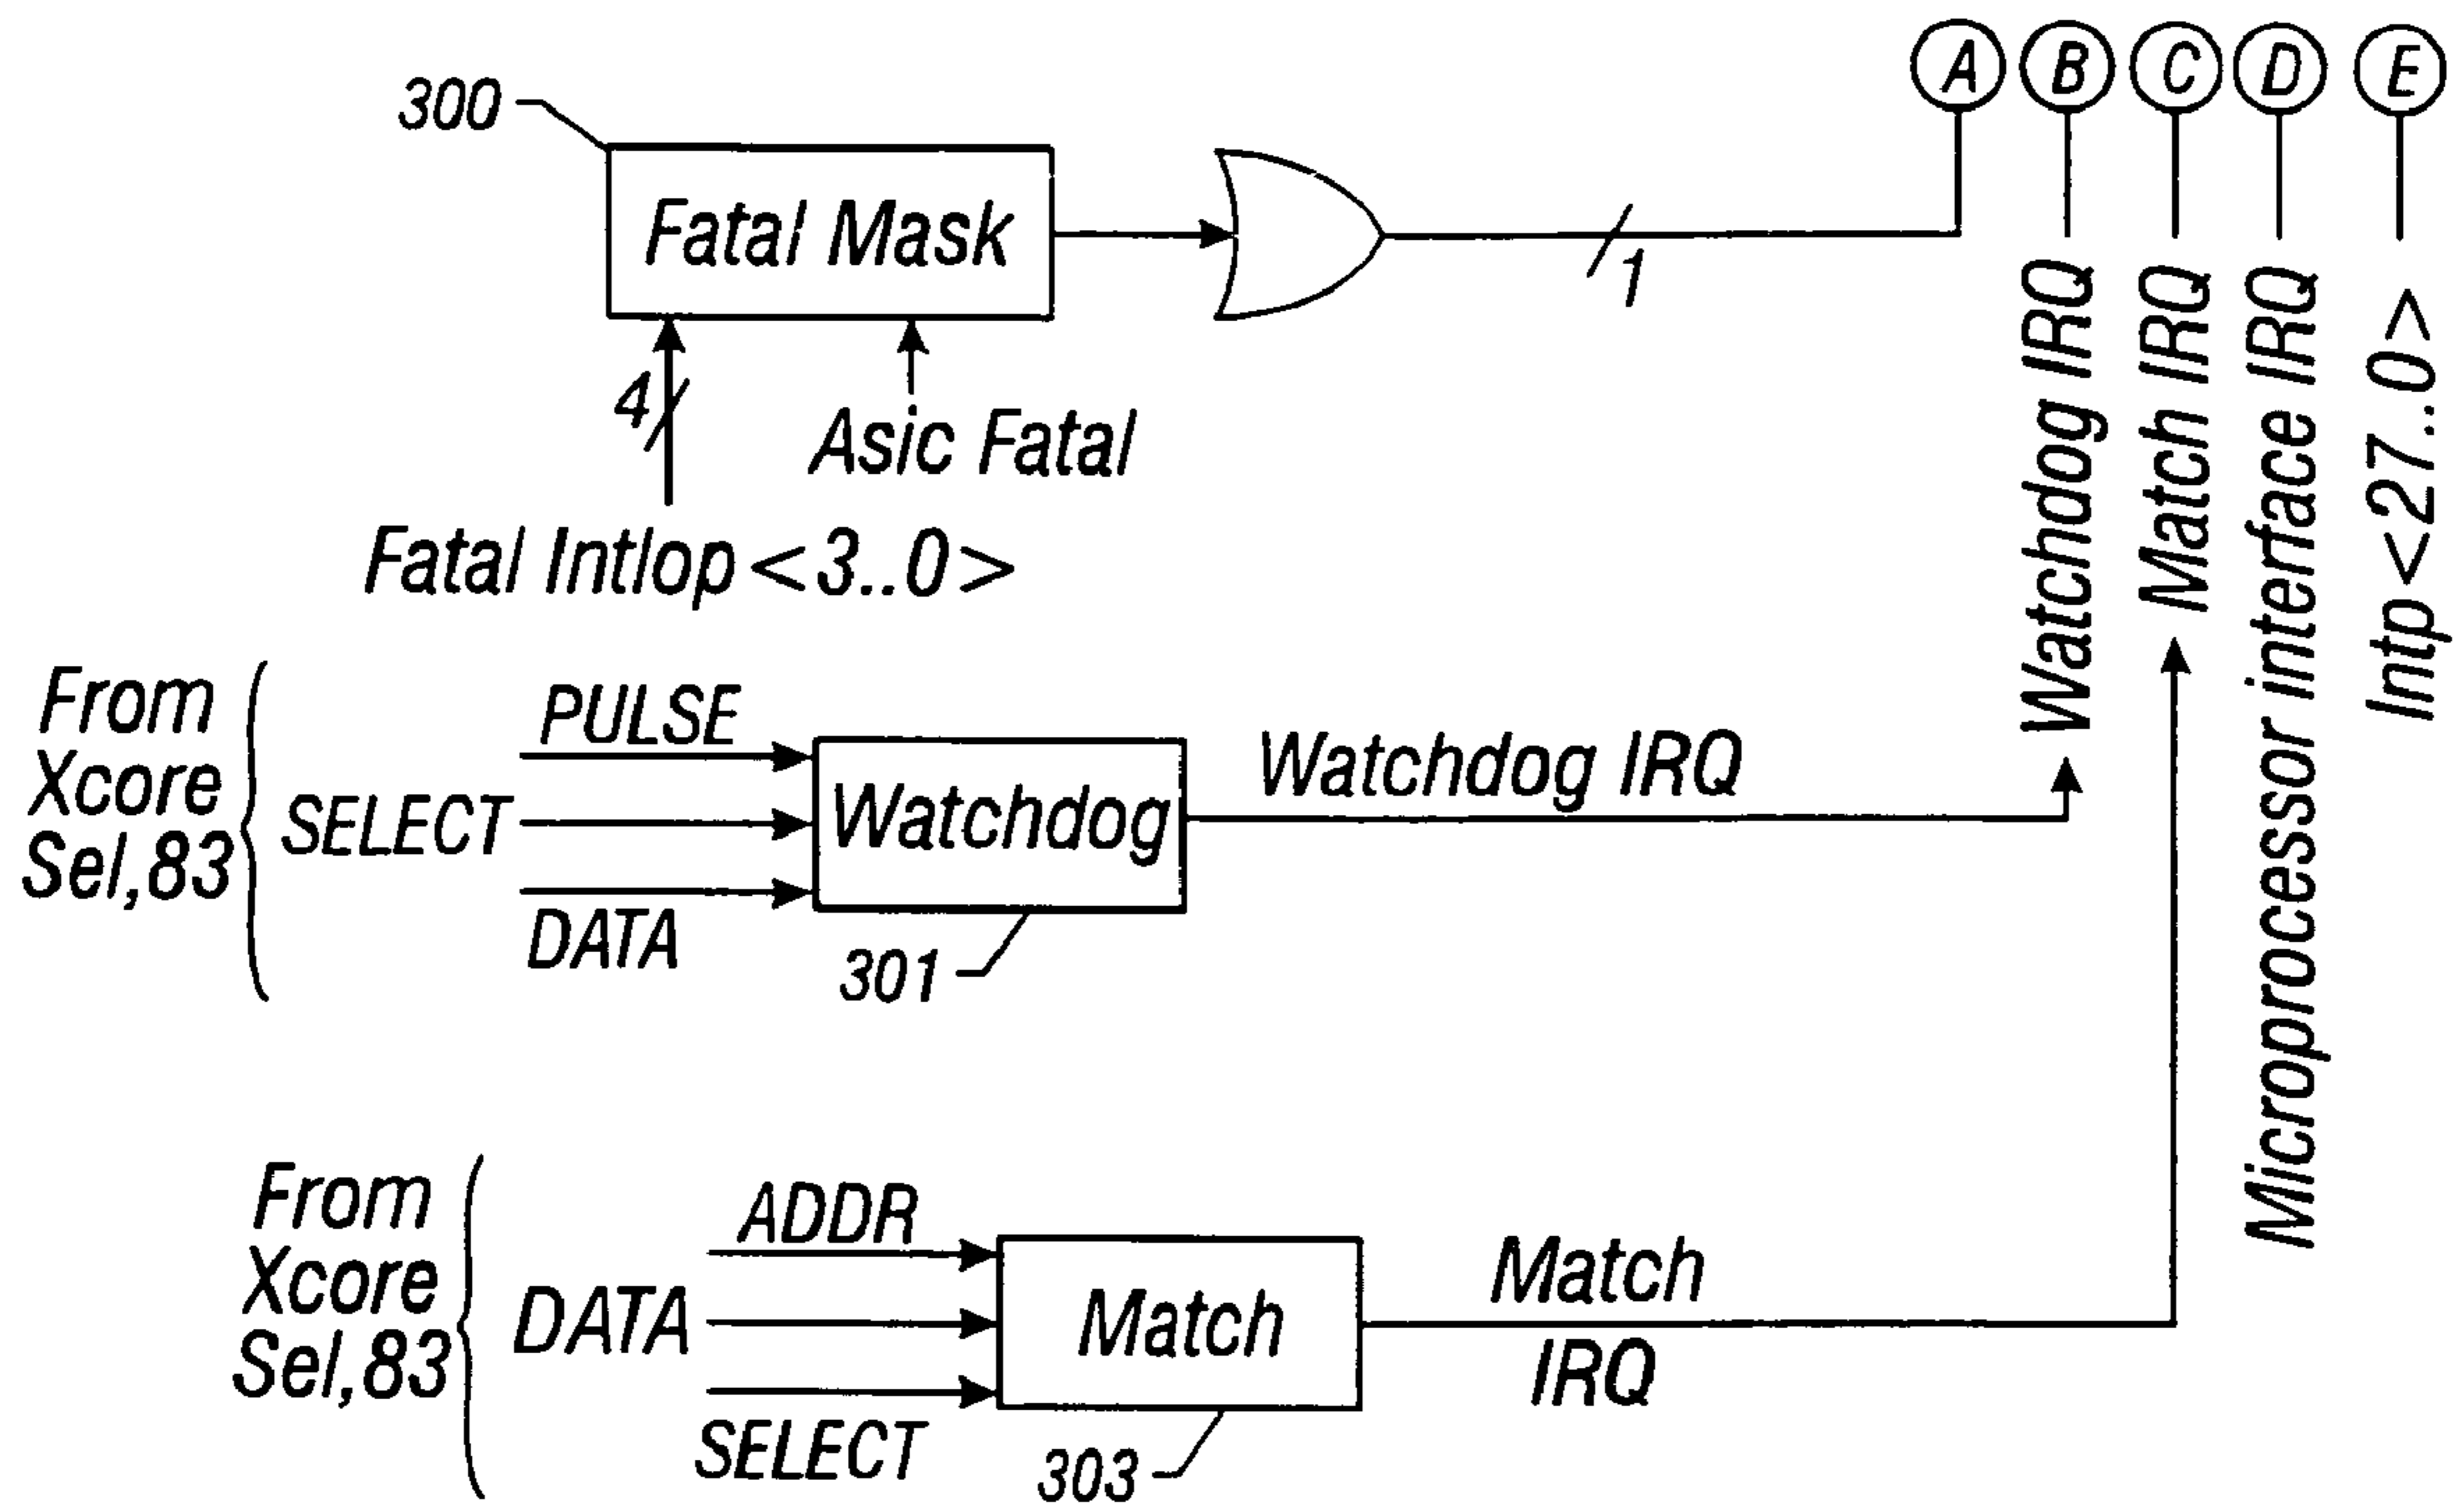 A B C D E
300
Fatal Mask
1
4
Asic Fatal
Fatal Intlop <3..0>
Watchdog IRQ
Match IRQ
Microprocessor interface IRQ
Intp <27..0>
From
Xcore
Sel,83
PULSE
SELECT
DATA
Watchdog
Watchdog IRQ
301
From
Xcore
Sel,83
ADDR
DATA
SELECT
Match
Match
IRQ
303